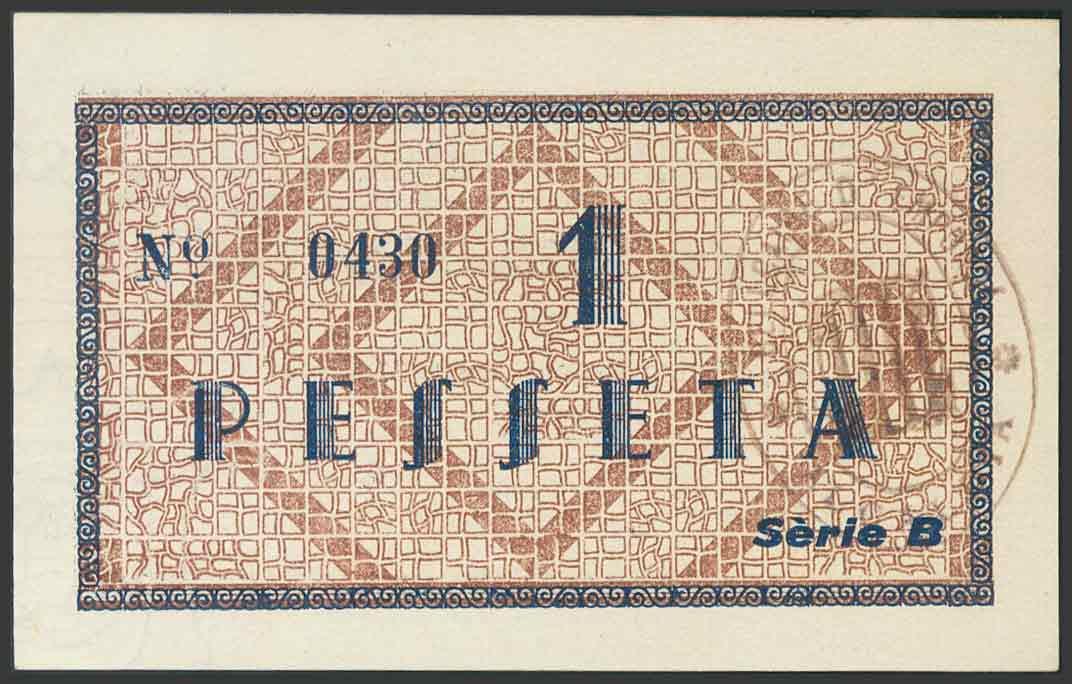 Nº 0430 1
PESSETA
Sèrie B